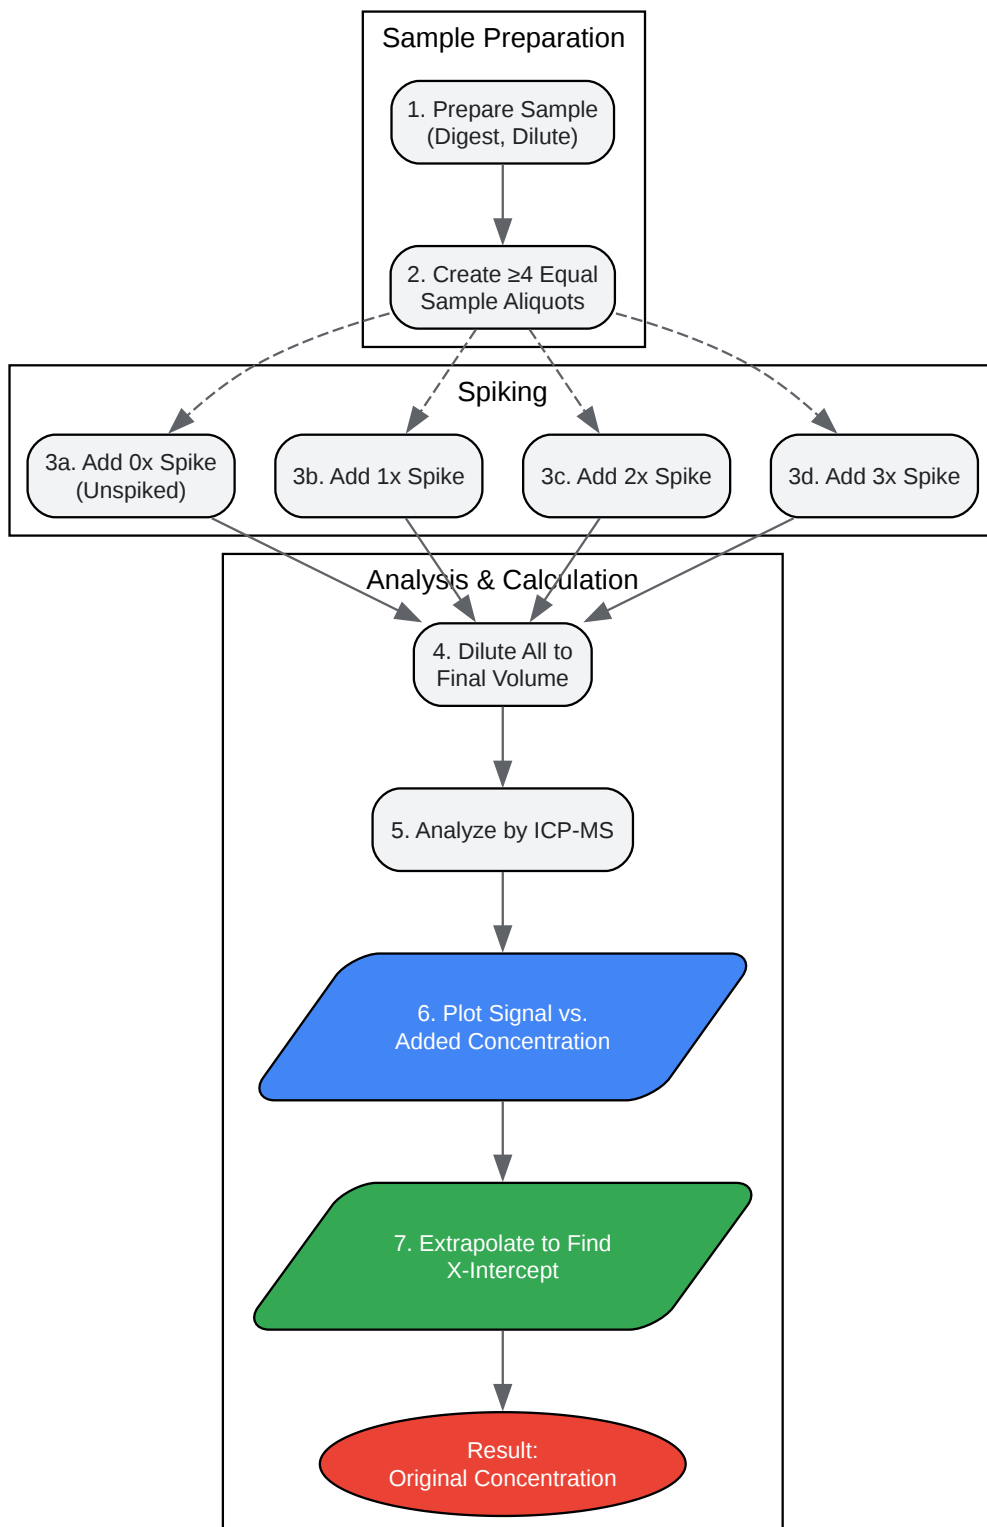 Sample Preparation
1. Prepare Sample
(Digest, Dilute)
2. Create ≥4 Equal
Sample Aliquots
Spiking
3a. Add 0x Spike
(Unspiked)
3b. Add 1x Spike
3c. Add 2x Spike
3d. Add 3x Spike
Analysis & Calculation
4. Dilute All to
Final Volume
5. Analyze by ICP-MS
6. Plot Signal vs.
Added Concentration
7. Extrapolate to Find
X-Intercept
Result:
Original Concentration